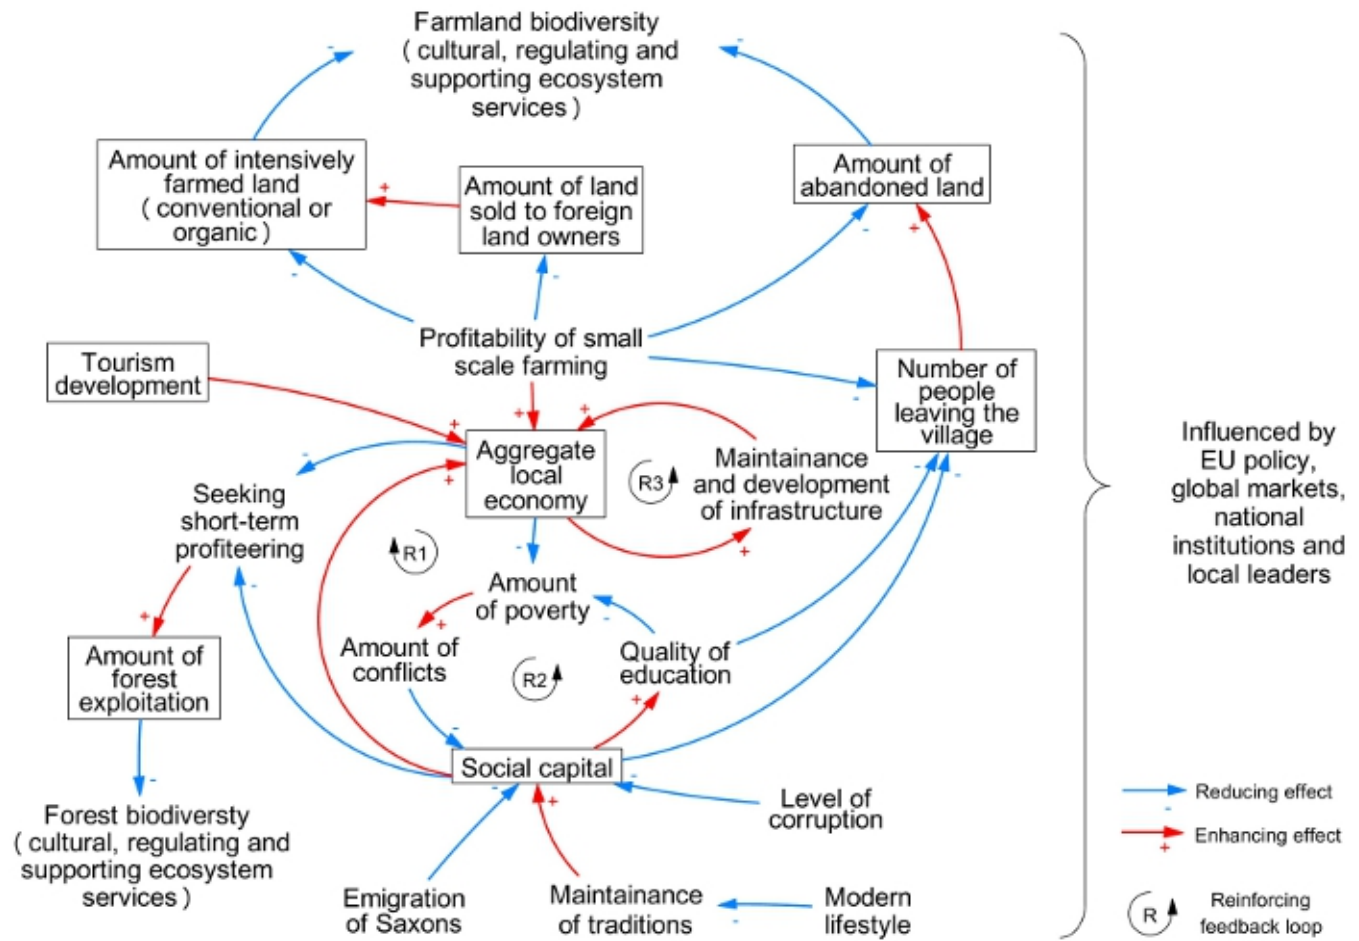 Farmland biodiversity
( cultural, regulating and
supporting ecosystem
services )
Amount of intensively
farmed land
( conventional or
organic )
Amount of land
sold to foreign
land owners
Amount of
abandoned land
Profitability of small
scale farming
Tourism
development
Number of
people
leaving the
village
Aggregate
local
economy
Maintainance
and development
of infrastructure
R3
Seeking
short-term
profiteering
R1
Amount
of poverty
Amount of
conflicts
Quality of
education
R2
Amount of
forest
exploitation
Social capital
Level of
corruption
Forest biodiversty
( cultural, regulating and
supporting ecosystem
services )
Emigration
of Saxons
Maintainance
of traditions
Modern
lifestyle
Influenced by
EU policy,
global markets,
national
institutions and
local leaders
- Reducing effect
+ Enhancing effect
R Reinforcing
feedback loop